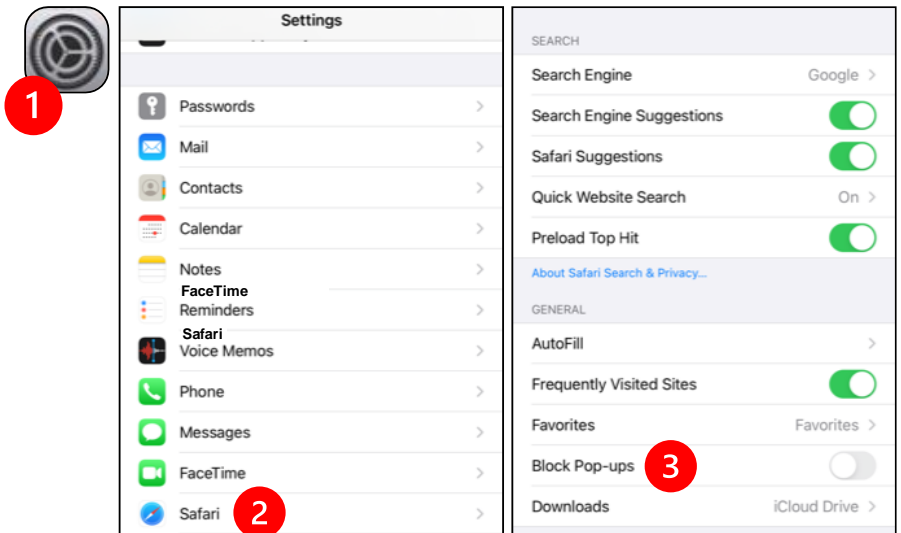 1
Settings
Passwords
Mail
Contacts
Calendar
Notes
FaceTime
Reminders
Safari
Voice Memos
Phone
Messages
FaceTime
Safari 2
SEARCH
Search Engine Google >
Search Engine Suggestions
Safari Suggestions
Quick Website Search On >
Preload Top Hit
About Safari Search & Privacy...
GENERAL
AutoFill >
Frequently Visited Sites
Favorites Favorites >
Block Pop-ups 3
Downloads iCloud Drive >